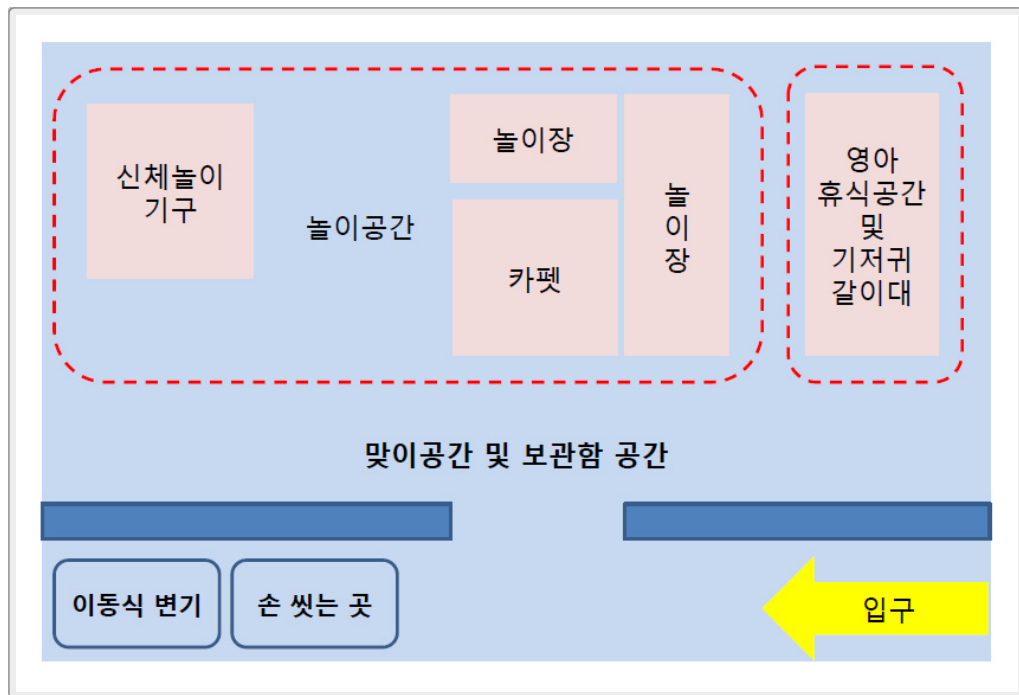 신체놀이
기구
놀이공간
놀이장
카펫
놀
이
장
영아
휴식공간
및
기저귀
갈이대
맞이공간 및 보관함 공간
이동식 변기
손 씻는 곳
입구